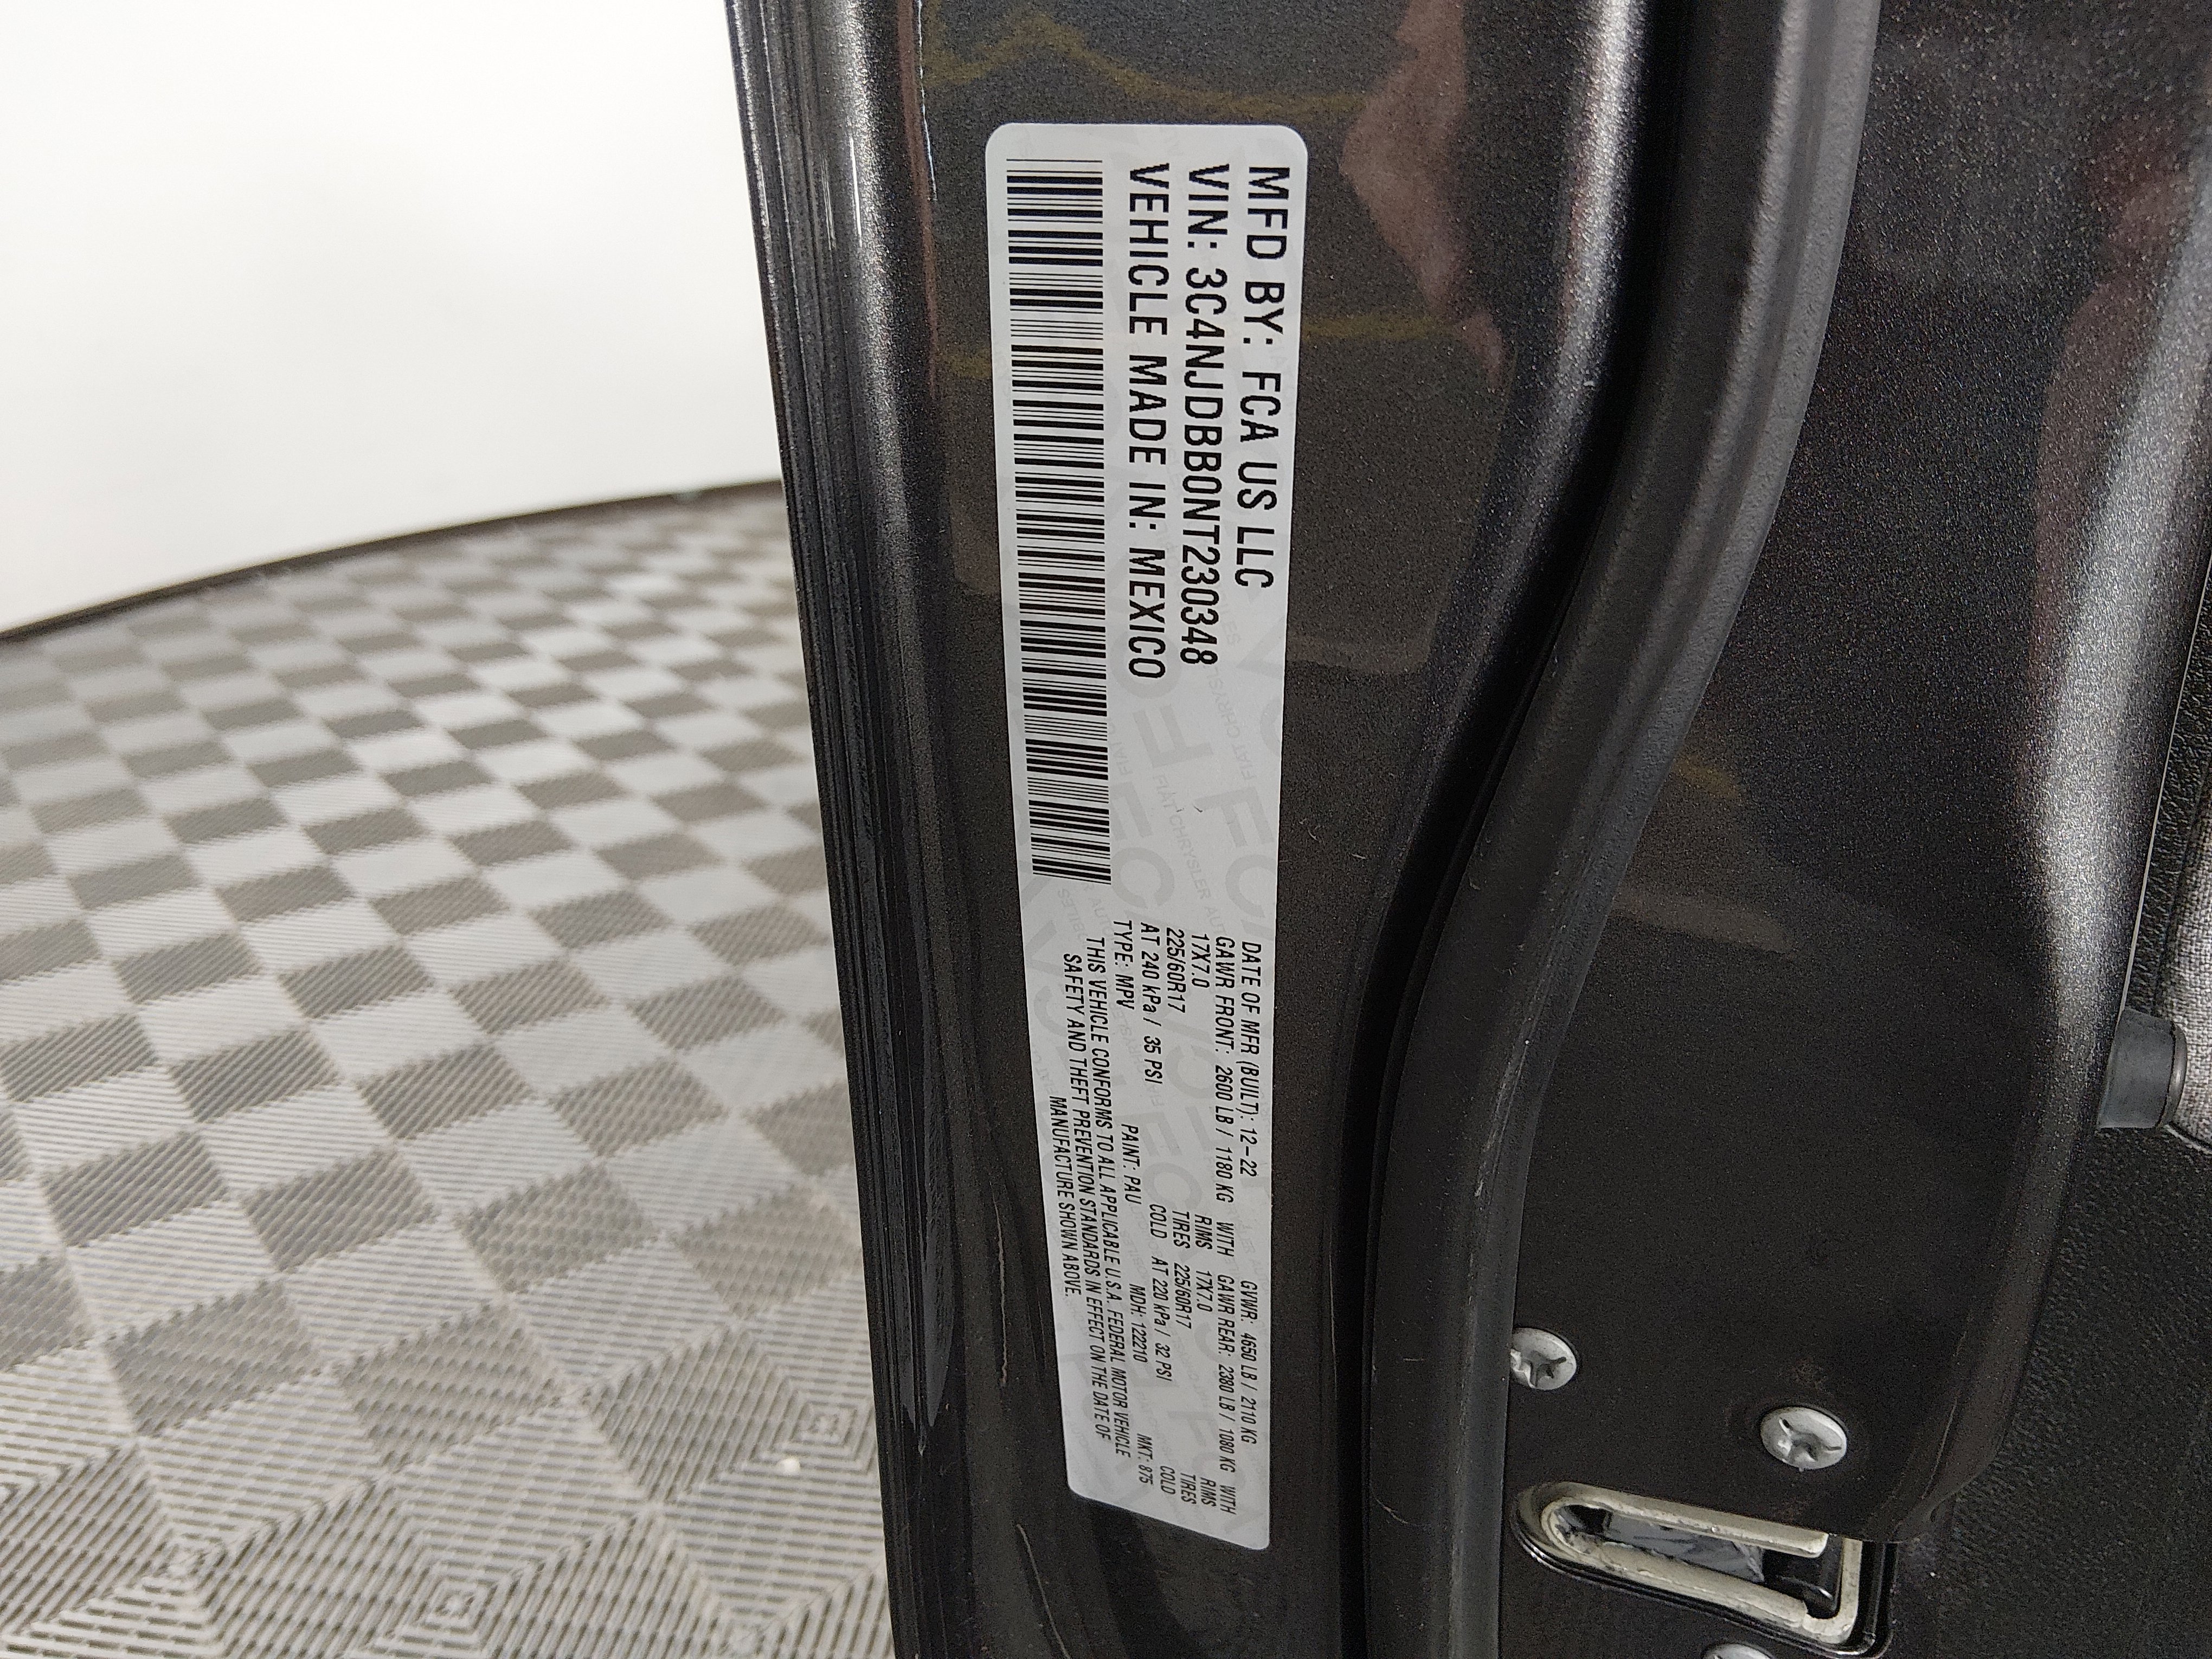 MFD BY: FCA US LLC
VIN: 3C4NJDBB0NT230348
VEHICLE MADE IN: MEXICO
DATE OF MFR (BUILT): 12-22 GVWR: 4650 LB / 2110 KG
GAWR FRONT: 2600 LB / 1180 KG WITH GAWR REAR: 2380 LB / 1080 KG WITH
17X7.0 RIMS 17X7.0 RIMS
225/60R17 TIRES 225/60R17 TIRES
AT 240 kPa / 35 PSI COLD AT 220 kPa / 32 PSI COLD
TYPE: MPV PAINT: PAU MDH: 122210 MKT: 875
THIS VEHICLE CONFORMS TO ALL APPLICABLE U.S.A. FEDERAL MOTOR VEHICLE
SAFETY AND THEFT PREVENTION STANDARDS IN EFFECT ON THE DATE OF
MANUFACTURE SHOWN ABOVE.